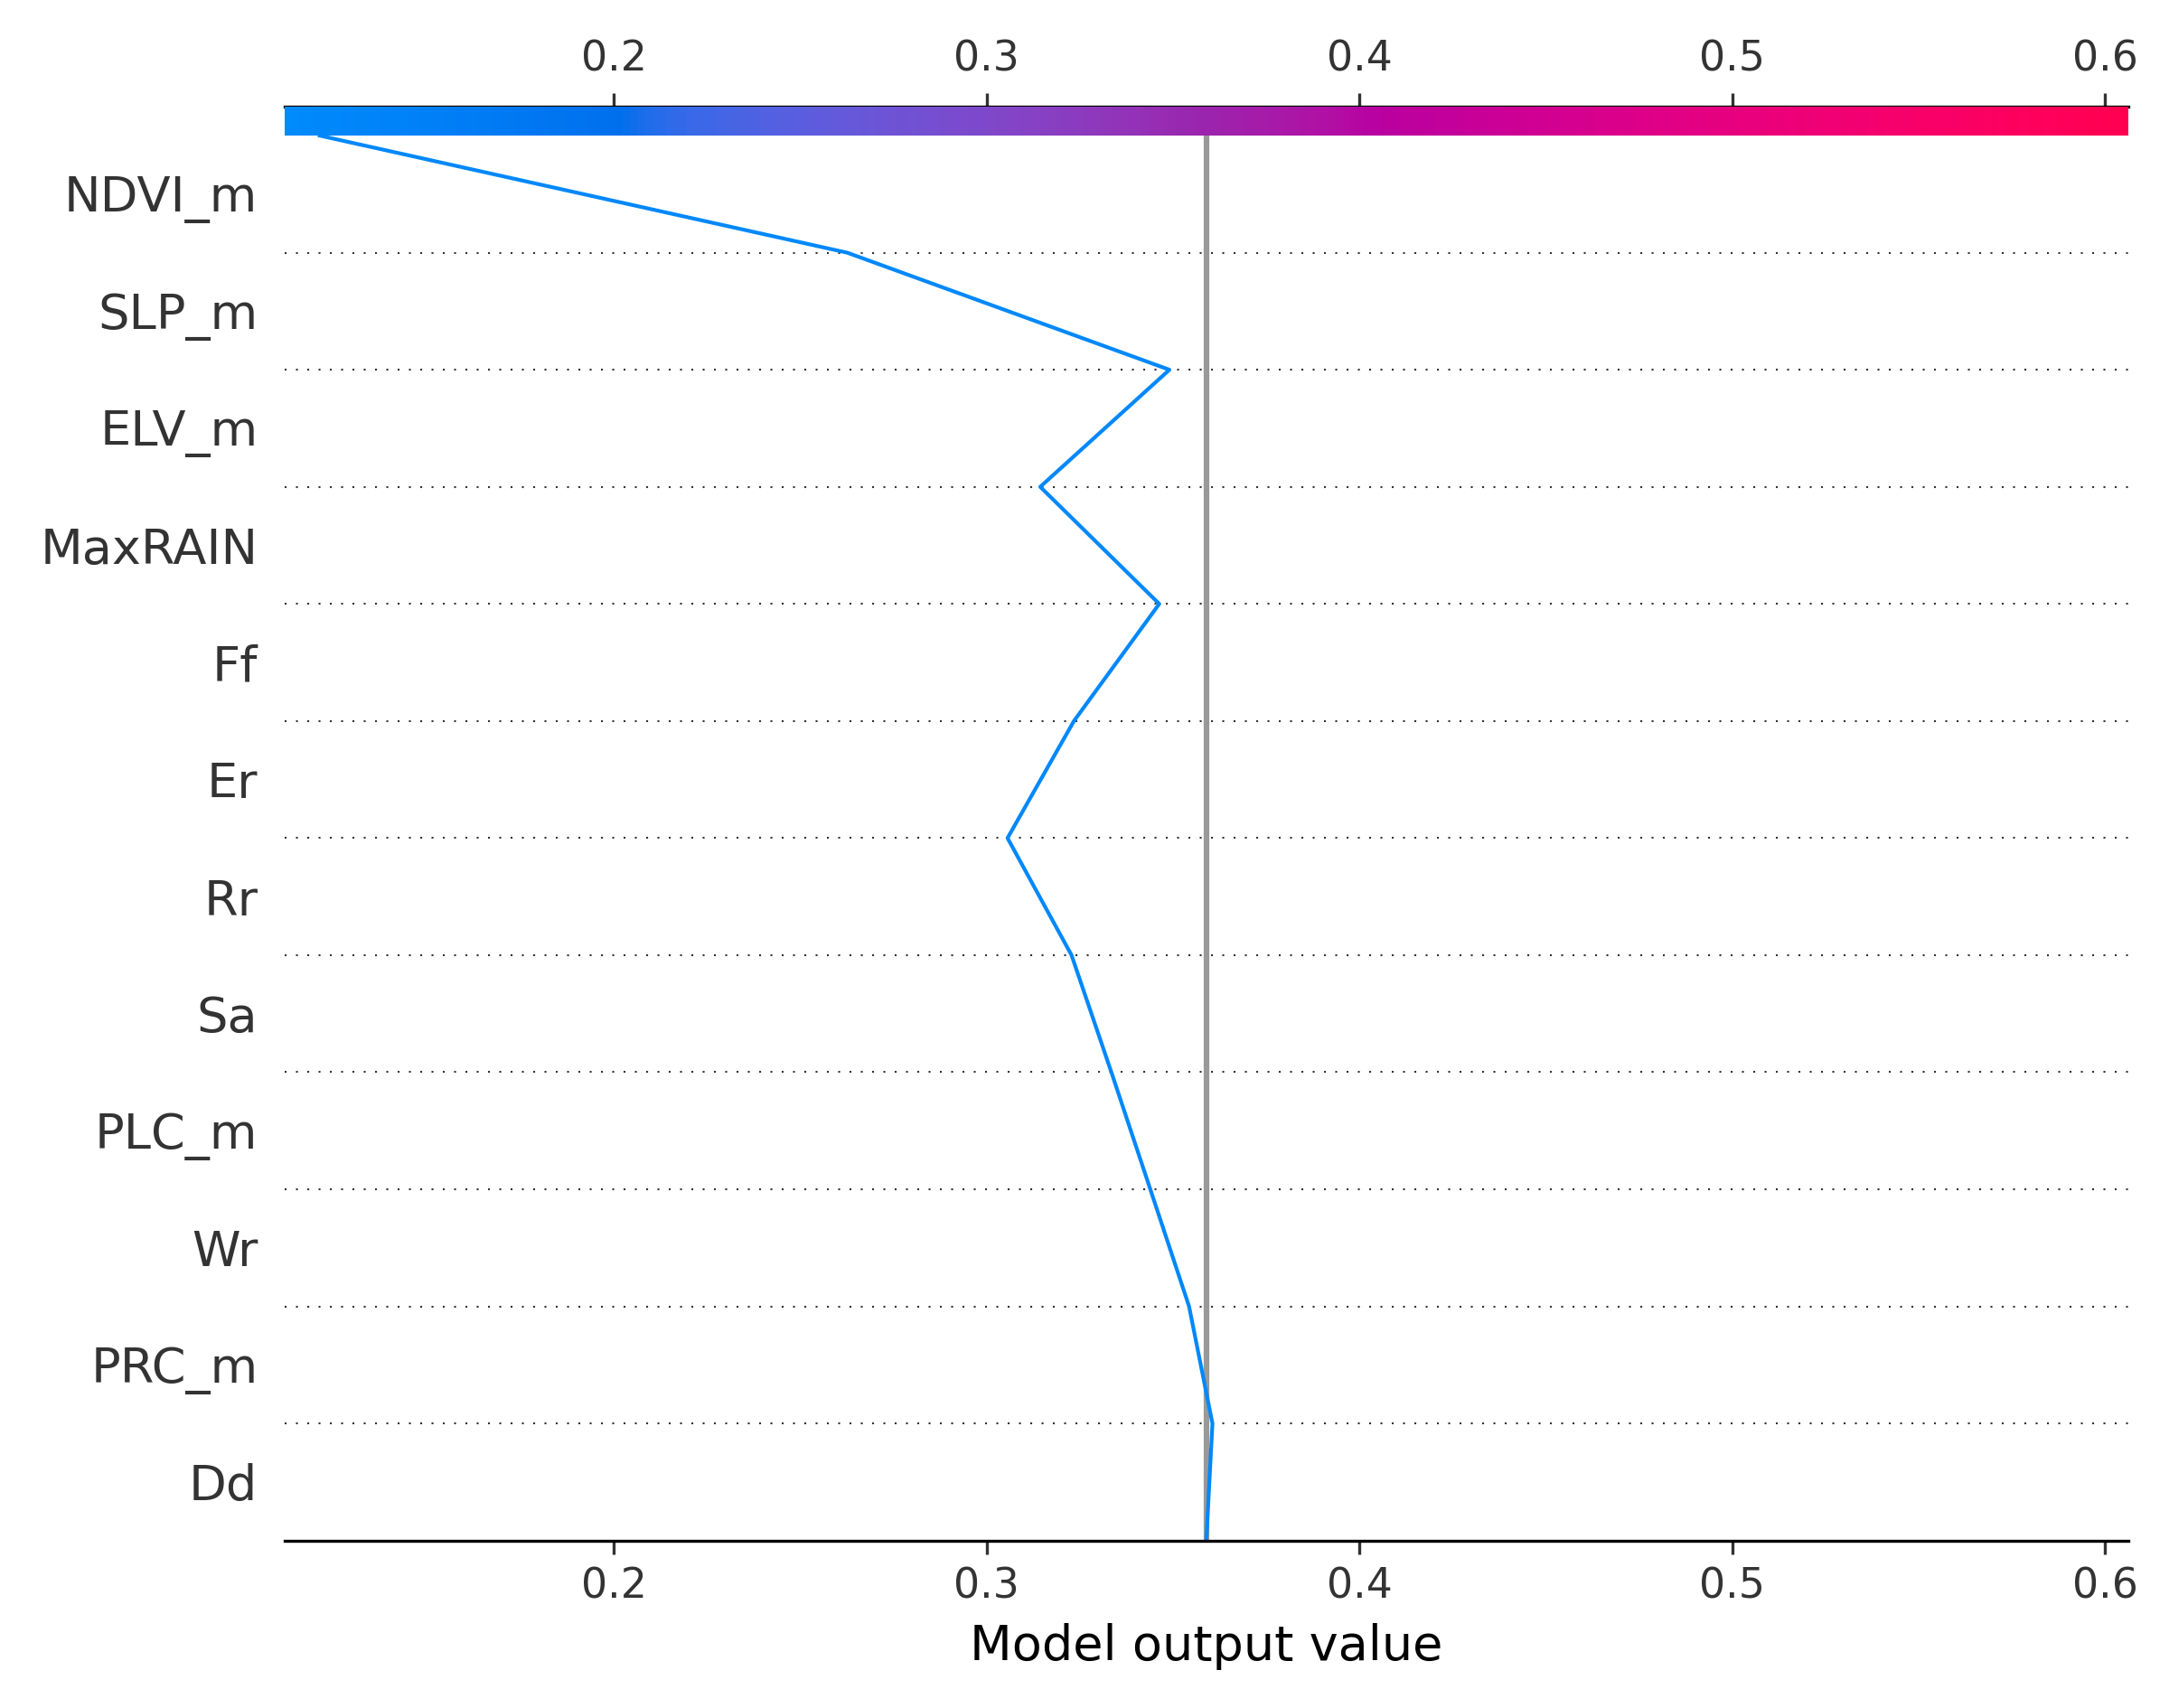 0.2 0.3 0.4 0.5 0.6
NDVI_m
SLP_m
ELV_m
MaxRAIN
Ff
Er
Rr
Sa
PLC_m
Wr
PRC_m
Dd
0.2 0.3 0.4 0.5 0.6
Model output value